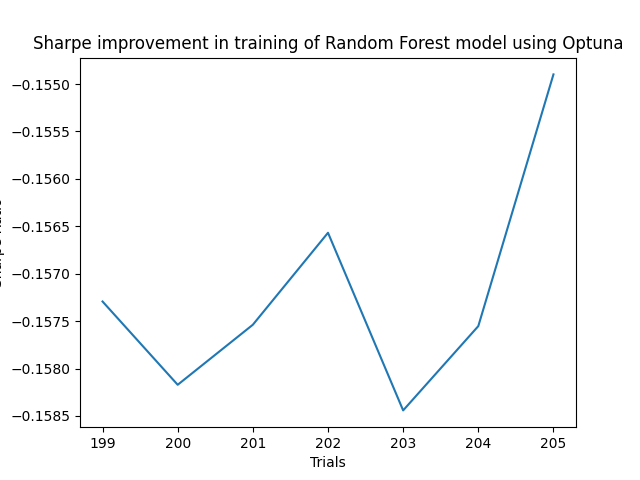 Sharpe improvement in training of Random Forest model using Optuna
−0.1550
−0.1555
−0.1560
−0.1565
−0.1570
−0.1575
−0.1580
−0.1585
199 200 201 202 203 204 205
Trials